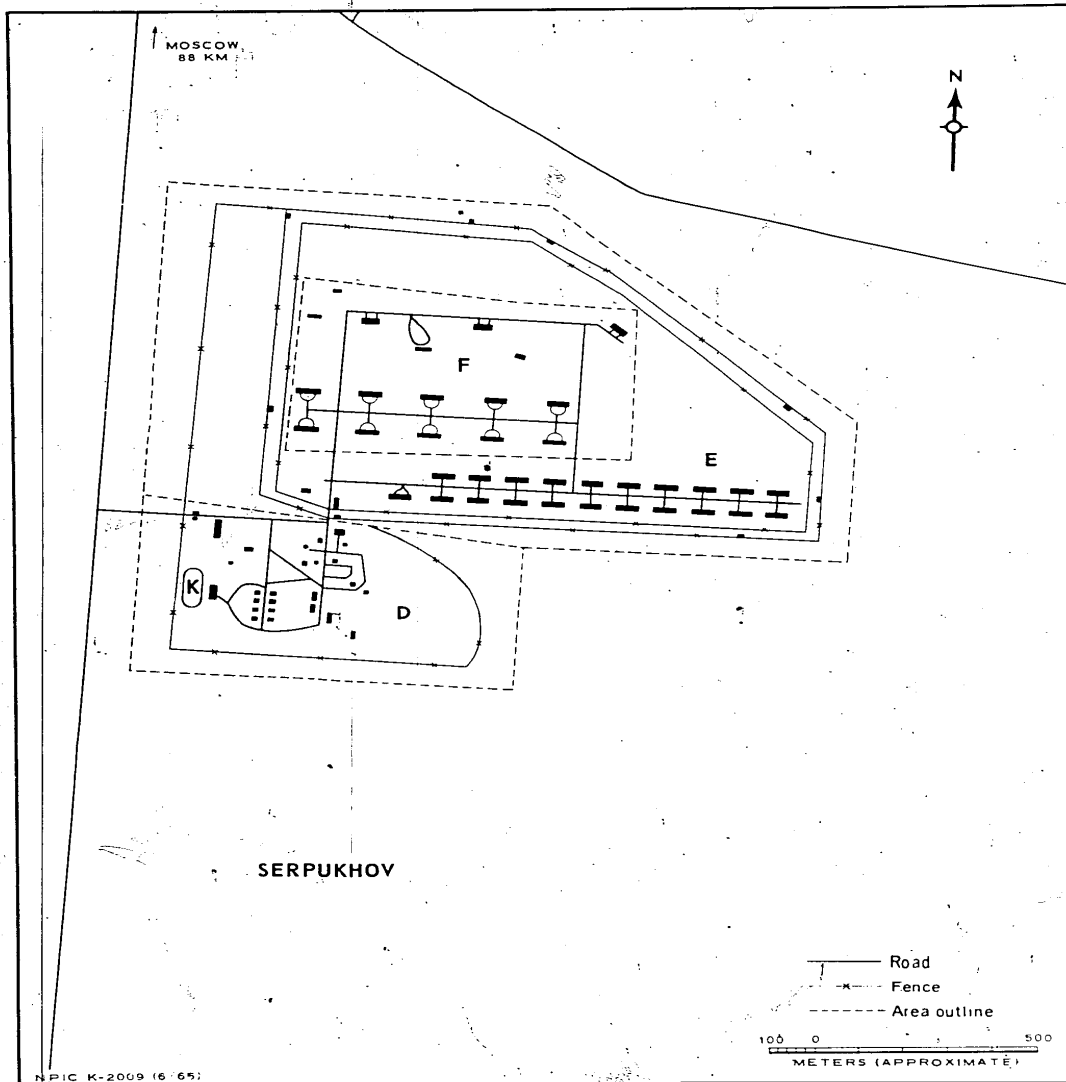 MOSCOW
88 KM
N
F
E
K
D
SERPUKHOV
Road
Fence
Area outline
100 0 500
METERS (APPROXIMATE)
NPIC K-2009 (6/65)